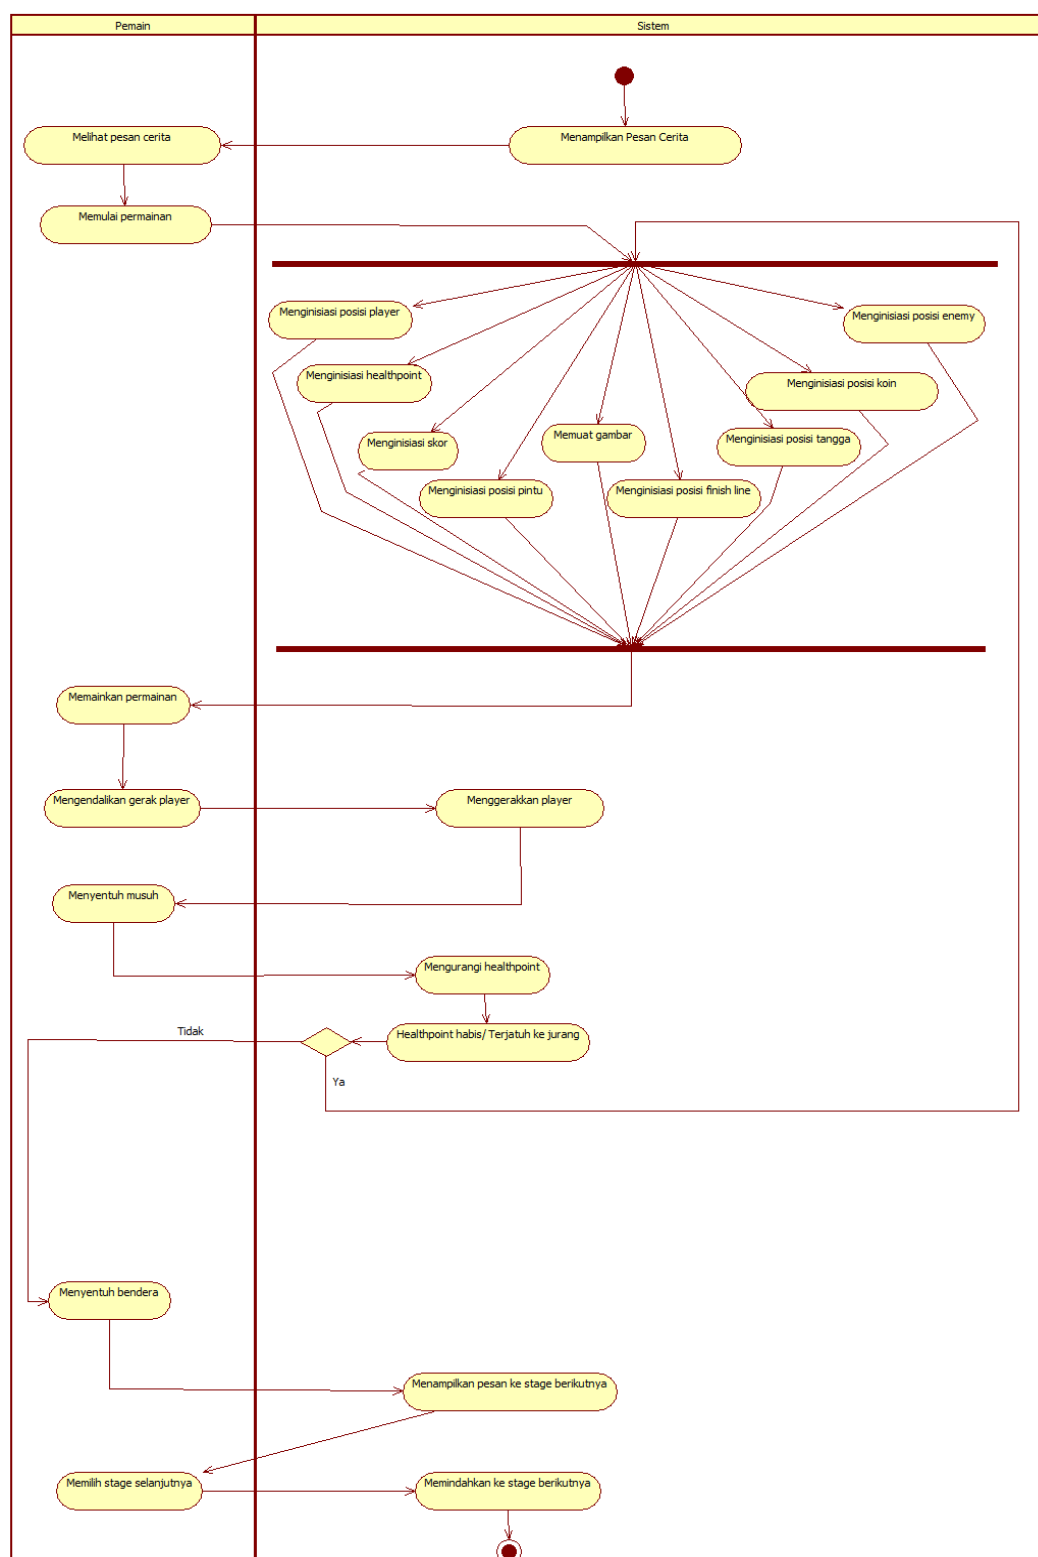 Pemain
Sistem
Menampilkan Pesan Cerita
Melihat pesan cerita
Memulai permainan
Menginisiasi posisi player
Menginisiasi posisi enemy
Menginisiasi healthpoint
Menginisiasi posisi koin
Menginisiasi skor
Memuat gambar
Menginisiasi posisi tangga
Menginisiasi posisi pintu
Menginisiasi posisi finish line
Memainkan permainan
Mengendalikan gerak player
Menggerakkan player
Menyentuh musuh
Mengurangi healthpoint
Healthpoint habis/ Terjatuh ke jurang
Tidak
Ya
Menyentuh bendera
Menampilkan pesan ke stage berikutnya
Memilih stage selanjutnya
Memindahkan ke stage berikutnya